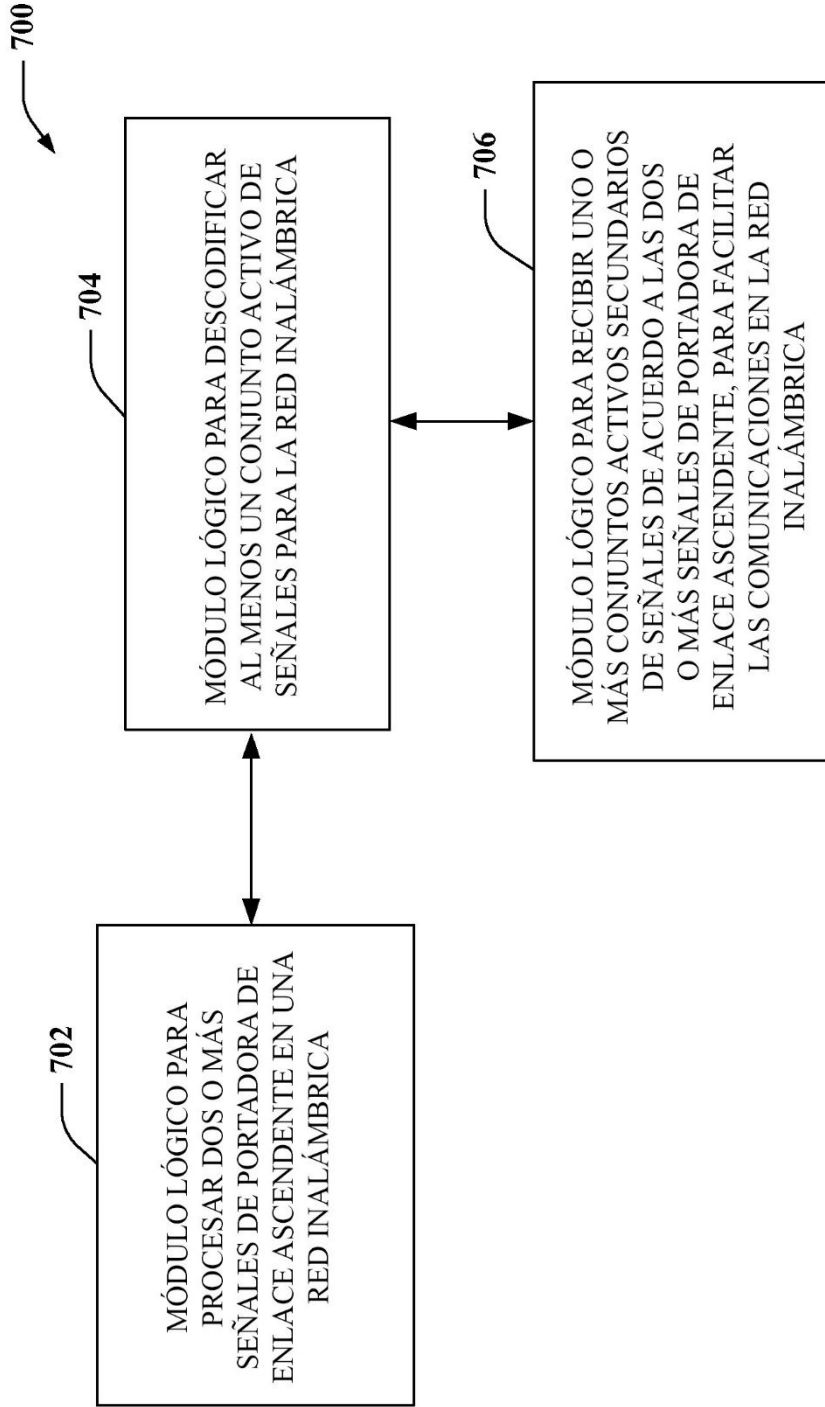 700
702
MÓDULO LÓGICO PARA
PROCESAR DOS O MÁS
SEÑALES DE PORTADORA DE
ENLACE ASCENDENTE EN UNA
RED INALÁMBRICA
704
MÓDULO LÓGICO PARA DESCODIFICAR
AL MENOS UN CONJUNTO ACTIVO DE
SEÑALES PARA LA RED INALÁMBRICA
706
MÓDULO LÓGICO PARA RECIBIR UNO O
MÁS CONJUNTOS ACTIVOS SECUNDARIOS
DE SEÑALES DE ACUERDO A LAS DOS
O MÁS SEÑALES DE PORTADORA DE
ENLACE ASCENDENTE, PARA FACILITAR
LAS COMUNICACIONES EN LA RED
INALÁMBRICA